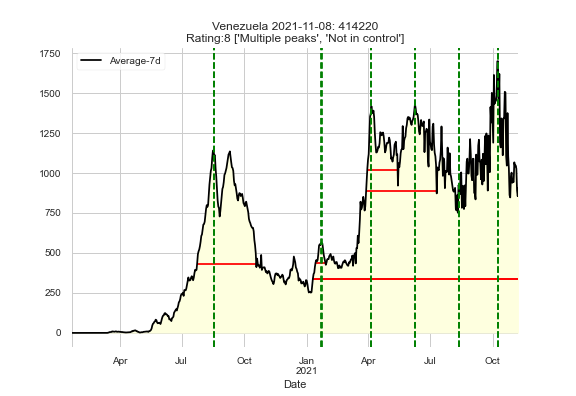 Venezuela 2021-11-08: 414220
Rating:8 ['Multiple peaks', 'Not in control']
Average-7d
1750
1500
1250
1000
750
500
250
0
Apr
Jul
Oct
Jan
2021
Apr
Jul
Oct
Date